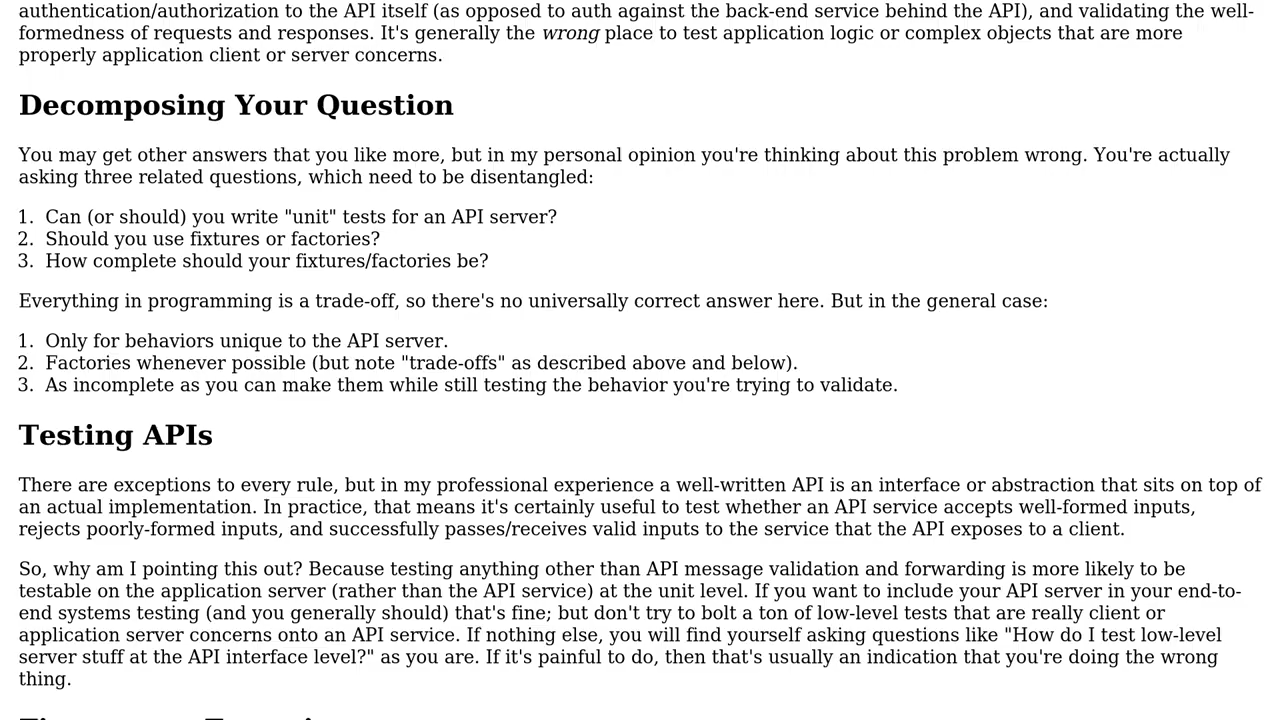 authentication/authorization to the API itself (as opposed to auth against the back-end service behind the API), and validating the well-
formedness of requests and responses. It's generally the wrong place to test application logic or complex objects that are more
properly application client or server concerns.
Decomposing Your Question
You may get other answers that you like more, but in my personal opinion you're thinking about this problem wrong. You're actually
asking three related questions, which need to be disentangled:
1. Can (or should) you write "unit" tests for an API server?
2. Should you use fixtures or factories?
3. How complete should your fixtures/factories be?
Everything in programming is a trade-off, so there's no universally correct answer here. But in the general case:
1. Only for behaviors unique to the API server.
2. Factories whenever possible (but note "trade-offs" as described above and below).
3. As incomplete as you can make them while still testing the behavior you're trying to validate.
Testing APIs
There are exceptions to every rule, but in my professional experience a well-written API is an interface or abstraction that sits on top of
an actual implementation. In practice, that means it's certainly useful to test whether an API service accepts well-formed inputs,
rejects poorly-formed inputs, and successfully passes/receives valid inputs to the service that the API exposes to a client.
So, why am I pointing this out? Because testing anything other than API message validation and forwarding is more likely to be
testable on the application server (rather than the API service) at the unit level. If you want to include your API server in your end-to-
end systems testing (and you generally should) that's fine; but don't try to bolt a ton of low-level tests that are really client or
application server concerns onto an API service. If nothing else, you will find yourself asking questions like "How do I test low-level
server stuff at the API interface level?" as you are. If it's painful to do, then that's usually an indication that you're doing the wrong
thing.